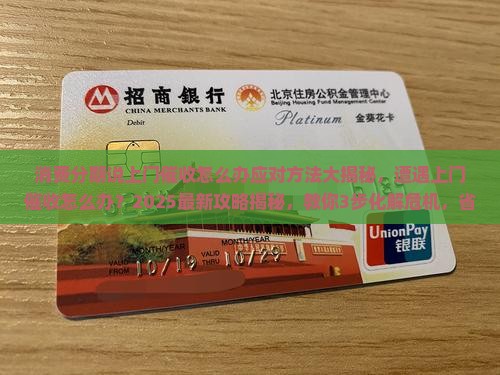 招商银行
CHINA MERCHANTS BANK
Debit
北京住房公积金管理中心
Beijing Housing Fund Management Center
Platinum 金葵花卡
消费分期说上门催收怎么办应对方法大揭秘，遭遇上门
催收怎么办？2025最新攻略揭秘，教你3步化解危机，省
MONTH/YEAR MONTH/YEAR
VALID FROM 10/19 VALID THRU 10/29
UnionPay
银联